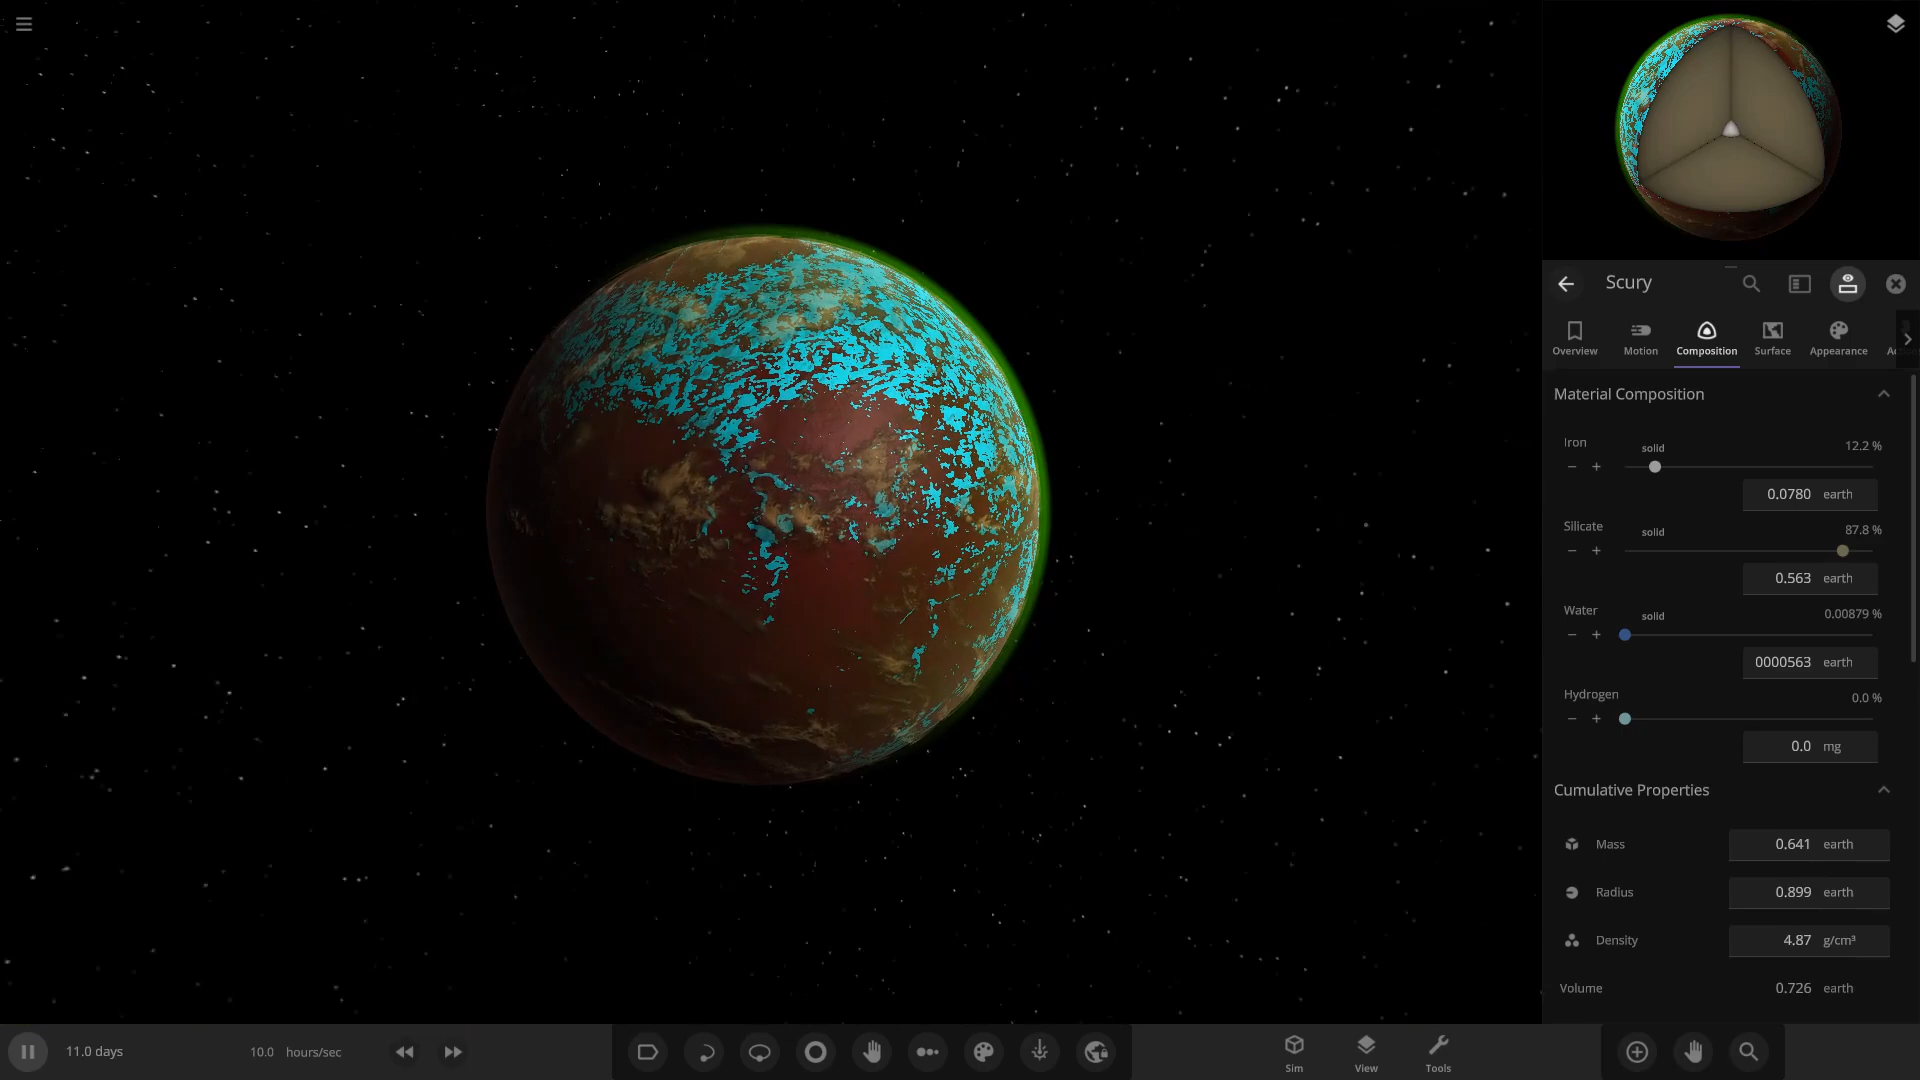 Scury
Overview Motion Composition Surface Appearance
Material Composition
Iron solid 12.2 %
0.0780 earth
Silicate solid 87.8 %
0.563 earth
Water solid 0.00879 %
0000563 earth
Hydrogen 0.0 %
0.0 mg
Cumulative Properties
Mass 0.641 earth
Radius 0.899 earth
Density 4.87 g/cm³
Volume 0.726 earth
11.0 days 10.0 hours/sec Sim View Tools